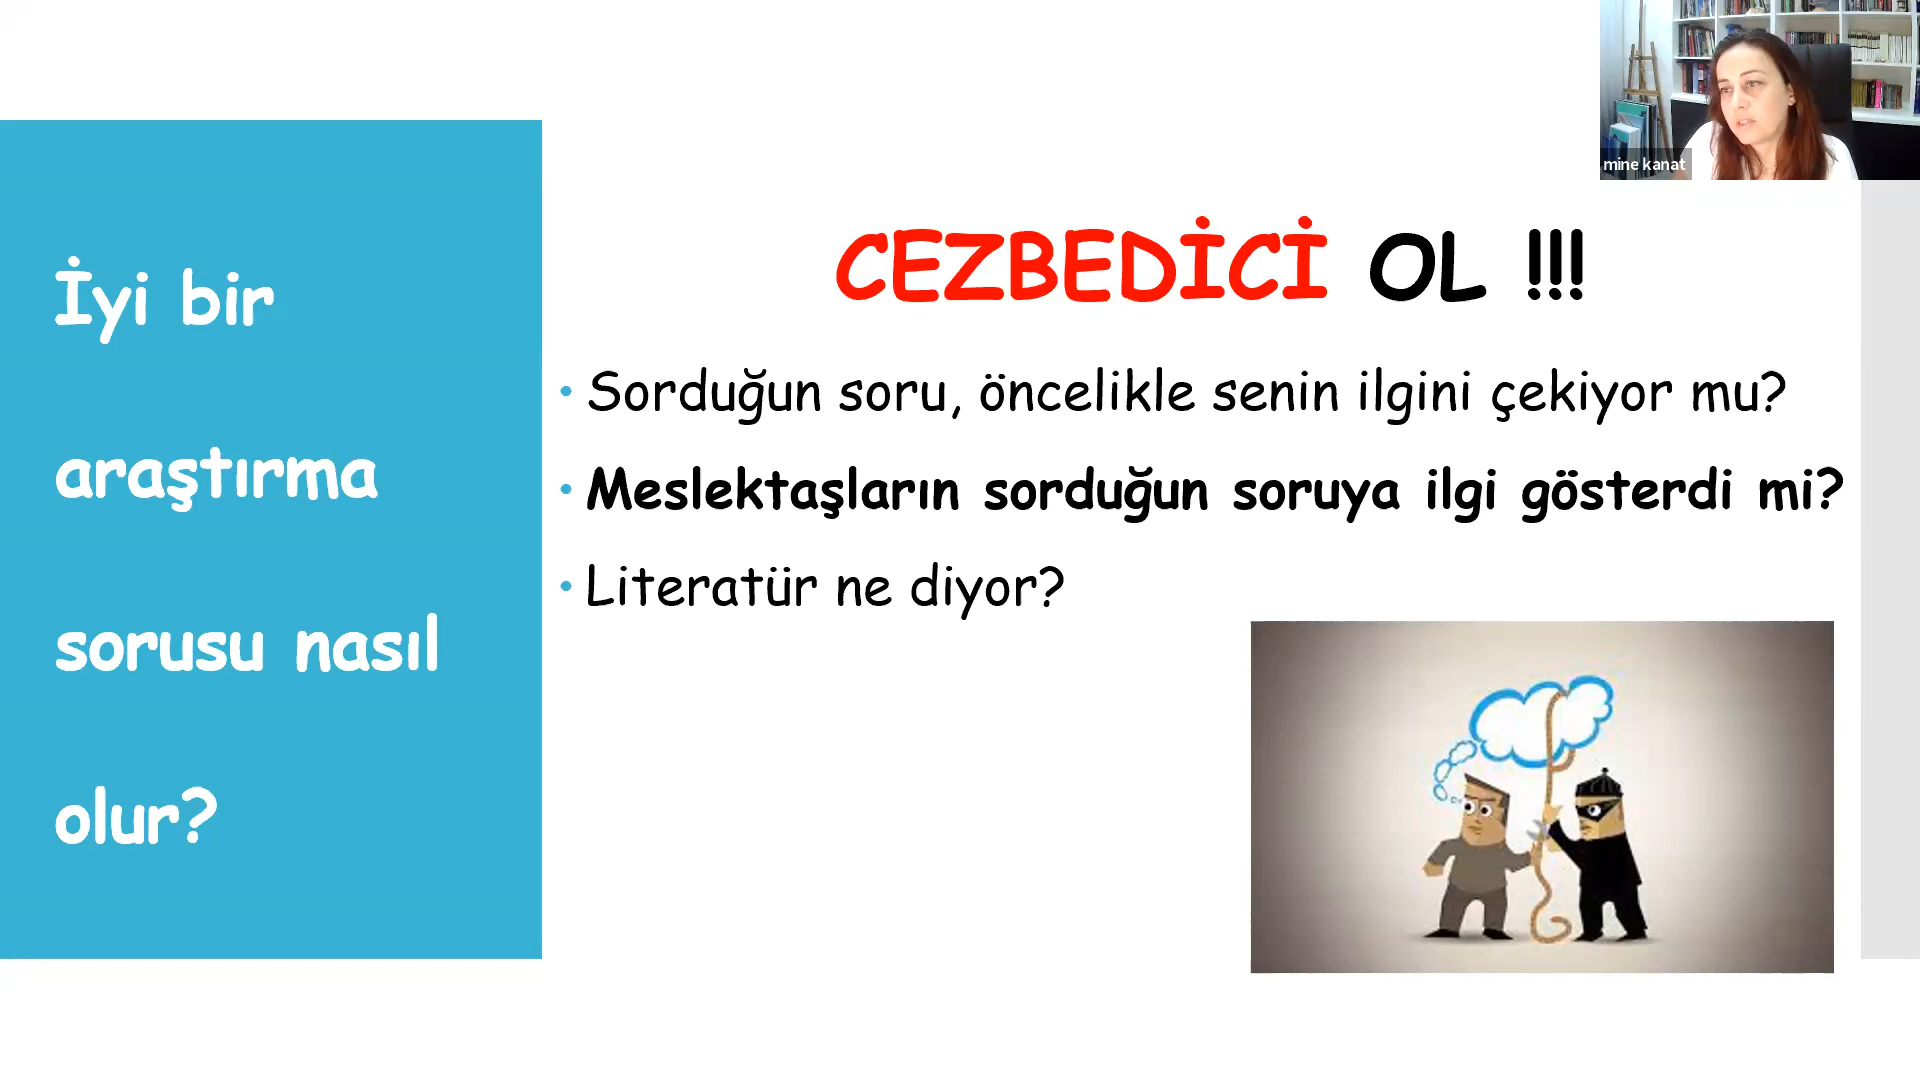 mine kanat
İyi bir
araştırma
sorusu nasıl
olur?
CEZBEDİCİ OL !!!
• Sorduğun soru, öncelikle senin ilgini çekiyor mu?
• Meslektaşların sorduğun soruya ilgi gösterdi mi?
• Literatür ne diyor?